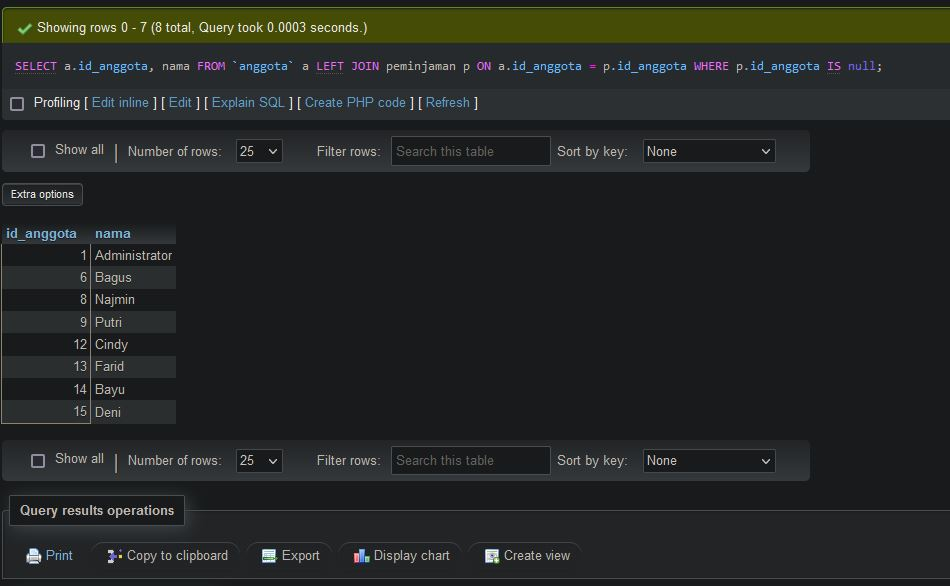 Showing rows 0 - 7 (8 total, Query took 0.0003 seconds.)
SELECT a.id_anggota, nama FROM `anggota` a LEFT JOIN peminjaman p ON a.id_anggota = p.id_anggota WHERE p.id_anggota IS null;
Profiling [ Edit inline ] [ Edit ] [ Explain SQL ] [ Create PHP code ] [ Refresh ]
Show all | Number of rows: 25 Filter rows: Search this table Sort by key: None
Extra options
id_anggota nama
1 Administrator
6 Bagus
8 Najmin
9 Putri
12 Cindy
13 Farid
14 Bayu
15 Deni
Show all | Number of rows: 25 Filter rows: Search this table Sort by key: None
Query results operations
Print Copy to clipboard Export Display chart Create view